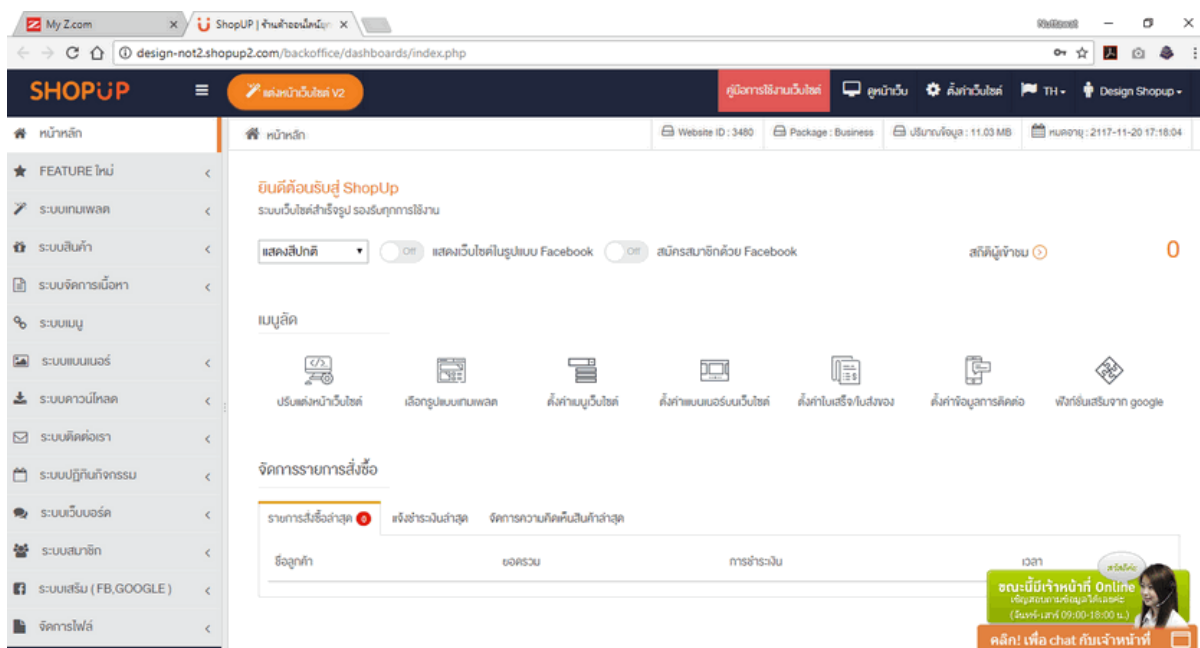 My Z.com
ShopUP | ร้านค้าออนไลน์
design-not2.shopup2.com/backoffice/dashboards/index.php
SHOPUP
แต่งหน้าเว็บไซต์ V2
คู่มือการใช้งานเว็บไซต์
ดูหน้าเว็บ
ตั้งค่าเว็บไซต์
TH
Design Shopup
หน้าหลัก
หน้าหลัก
Website ID : 3480
Package : Business
ปริมาณข้อมูล : 11.03 MB
หมดอายุ : 2117-11-20 17:18:04
FEATURE ใหม่
ระบบเทมเพลต
ระบบสินค้า
ระบบจัดการเนื้อหา
ระบบเมนู
ระบบแบนเนอร์
ระบบดาวน์โหลด
ระบบติดต่อเรา
ระบบปฏิทินกิจกรรม
ระบบเว็บบอร์ด
ระบบสมาชิก
ระบบเสริม ( FB,GOOGLE )
จัดการไฟล์
ยินดีต้อนรับสู่ ShopUp
ระบบเว็บไซต์สำเร็จรูป รองรับทุกการใช้งาน
แสดงสีปกติ
Off
แสดงเว็บไซต์ในรูปแบบ Facebook
Off
สมัครสมาชิกด้วย Facebook
สถิติผู้เข้าชม
0
เมนูลัด
ปรับแต่งหน้าเว็บไซต์
เลือกรูปแบบเทมเพลต
ตั้งค่าเมนูเว็บไซต์
ตั้งค่าแบนเนอร์บนเว็บไซต์
ตั้งค่าใบเสร็จ/ใบส่งของ
ตั้งค่าข้อมูลการติดต่อ
ฟังก์ชั่นเสริมจาก google
จัดการรายการสั่งซื้อ
รายการสั่งซื้อล่าสุด 0
แจ้งชำระเงินล่าสุด
จัดการความคิดเห็นสินค้าล่าสุด
ชื่อลูกค้า
ยอดรวม
การชำระเงิน
เวลา
สวัสดีค่ะ
ขณะนี้มีเจ้าหน้าที่ Online
เชิญสอบถามข้อมูลได้เลยค่ะ
(จันทร์-เสาร์ 09:00-18:00 น.)
คลิก! เพื่อ chat กับเจ้าหน้าที่